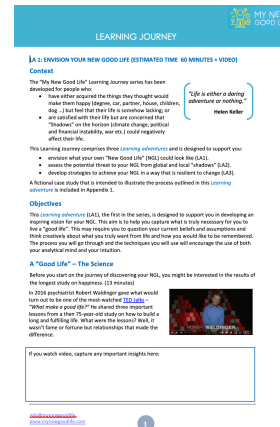 MY NEW
GOOD L
LEARNING JOURNEY
LA 1: ENVISION YOUR NEW GOOD LIFE (ESTIMATED TIME 60 MINUTES + VIDEO)
Context
The "My New Good Life" Learning Journey series has been
developed for people who:
• have either acquired the things they thought would
make them happy (degree, car, partner, house, children,
dog …) but feel that their life is somehow lacking; or
• are satisfied with their life but are concerned that
"Shadows" on the horizon (climate change, political
and financial instability, war etc.) could negatively
affect their life.
"Life is either a daring
adventure or nothing."
Helen Keller
This Learning Journey comprises three Learning adventures and is designed to support you:
• envision what your own "New Good Life" (NGL) could look like (LA1).
• assess the potential threat to your NGL from global and local "shadows" (LA2).
• develop strategies to achieve your NGL in a way that is resilient to change (LA3).
A fictional case study that is intended to illustrate the process outlined in this Learning
adventure is included in Appendix 1.
Objectives
This Learning adventure (LA1), the first in the series, is designed to support you in developing an
inspiring vision for your NGL. This aim is to help you capture what is truly necessary for you to
live a "good life". This may require you to question your current beliefs and assumptions and
think creatively about what you truly want from life and how you would like to be remembered.
The process you will go through and the techniques you will use will encourage the use of both
your analytical mind and your intuition.
A "Good Life" – The Science
Before you start on the journey of discovering your NGL, you might be interested in the results of
the longest study on happiness. (13 minutes)
In 2016 psychiatrist Robert Waldinger gave what would
turn out to be one of the most-watched TED talks –
"What makes a good life?" He shared three important
lessons from a then 75-year-old study on how to build a
long and fulfilling life. What were the lessons? Well, it
wasn't fame or fortune but relationships that made the
difference.
ROBERT WALDINGER
If you watch video, capture any important insights here:
info@mynewgoodlife.
www.mynewgoodlife.com
1